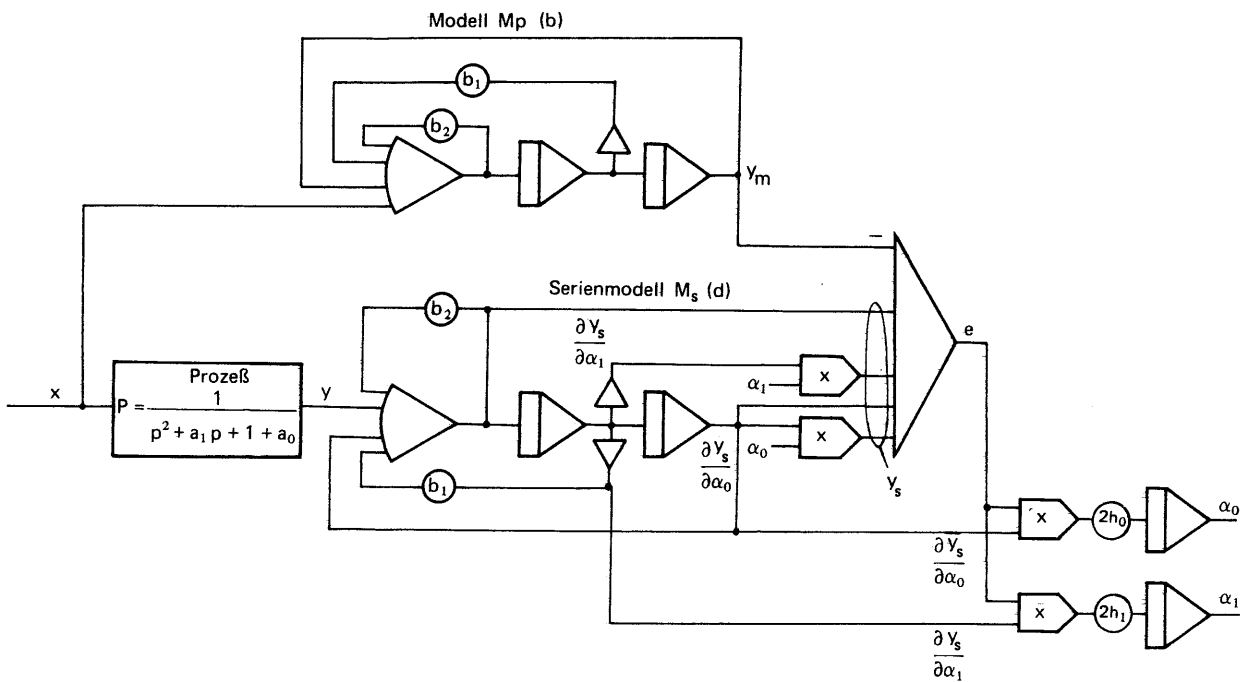 Modell Mp (b)
b₁
b₂
yₘ
−
Serienmodell Mₛ (d)
b₂
∂yₛ
∂α₁
e
Prozeß
x
P = 1
p² + a₁ p + 1 + a₀
y
α₁
x
∂yₛ
∂α₀
α₀
x
yₛ
b₁
x
2h₀
α₀
∂yₛ
∂α₀
x
2h₁
α₁
∂yₛ
∂α₁